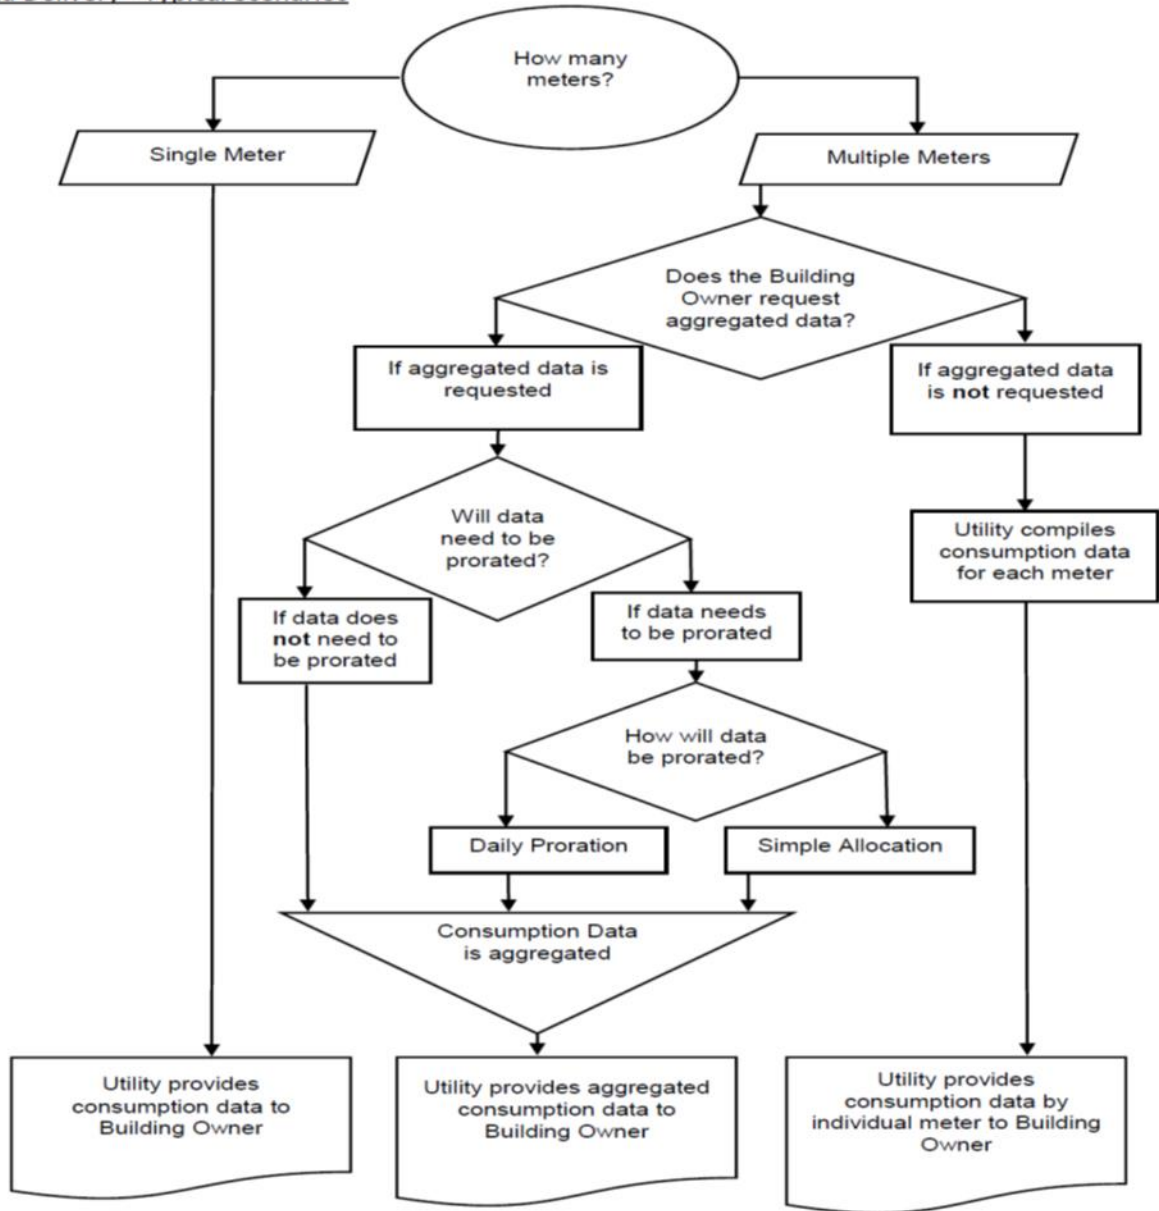 How many
meters?
Single Meter
Multiple Meters
Does the Building
Owner request
aggregated data?
If aggregated data is
requested
If aggregated data
is not requested
Will data
need to be
prorated?
Utility compiles
consumption data
for each meter
If data does
not need to
be prorated
If data needs
to be prorated
How will data
be prorated?
Daily Proration
Simple Allocation
Consumption Data
is aggregated
Utility provides
consumption data to
Building Owner
Utility provides aggregated
consumption data to
Building Owner
Utility provides
consumption data by
individual meter to Building
Owner